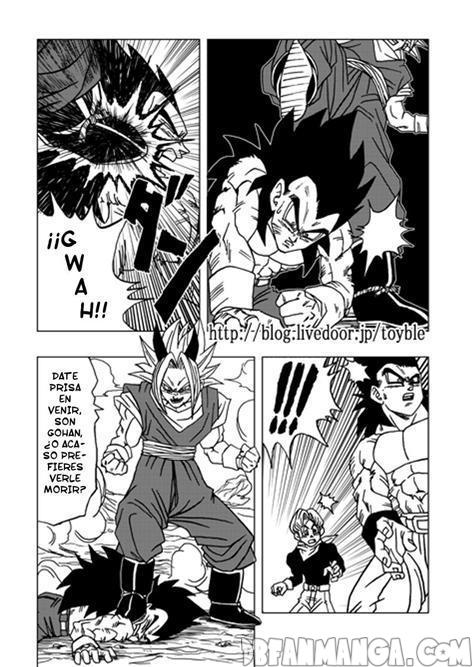 ¡¡G
W
A
H!!
ダーン
http://blog.livedoor.jp/toyble
DATE
PRISA
EN
VENIR,
SON
GOHAN,
¿O ACA-
SO PRE-
FIERES
VERLE
MORIR?
!!!
DBFANMANGA.COM